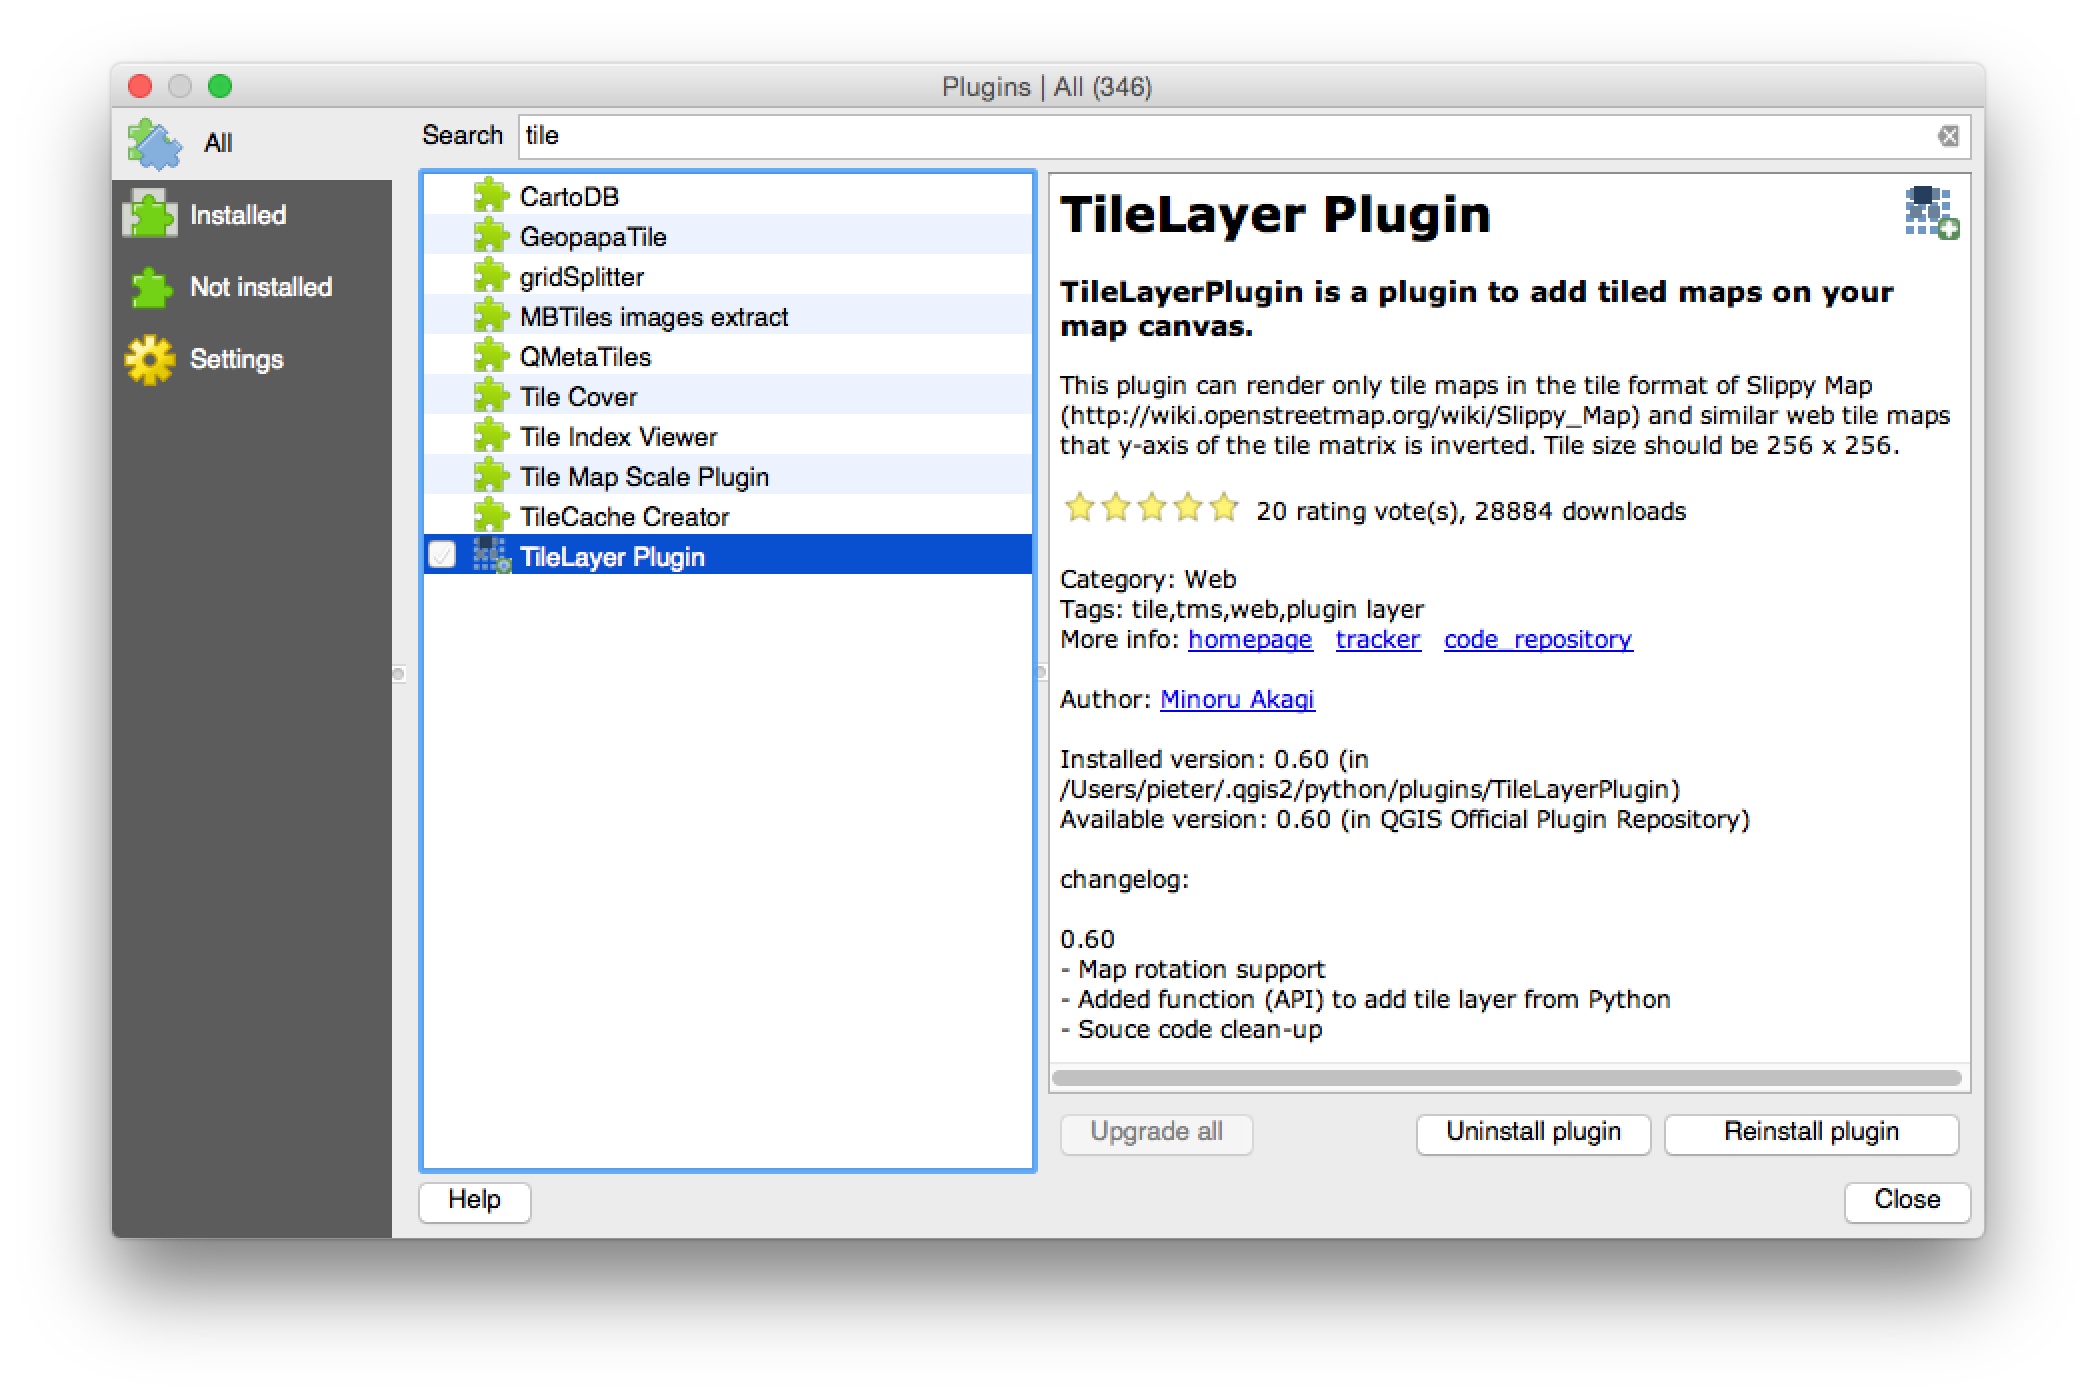 Plugins | All (346)
All
Installed
Not installed
Settings
Search tile
CartoDB
GeopapaTile
gridSplitter
MBTiles images extract
QMetaTiles
Tile Cover
Tile Index Viewer
Tile Map Scale Plugin
TileCache Creator
TileLayer Plugin
TileLayer Plugin
TileLayerPlugin is a plugin to add tiled maps on your
map canvas.
This plugin can render only tile maps in the tile format of Slippy Map
(http://wiki.openstreetmap.org/wiki/Slippy_Map) and similar web tile maps
that y-axis of the tile matrix is inverted. Tile size should be 256 x 256.
20 rating vote(s), 28884 downloads
Category: Web
Tags: tile,tms,web,plugin layer
More info: homepage tracker code_repository
Author: Minoru Akagi
Installed version: 0.60 (in
/Users/pieter/.qgis2/python/plugins/TileLayerPlugin)
Available version: 0.60 (in QGIS Official Plugin Repository)
changelog:
0.60
- Map rotation support
- Added function (API) to add tile layer from Python
- Souce code clean-up
Upgrade all Uninstall plugin Reinstall plugin
Help Close